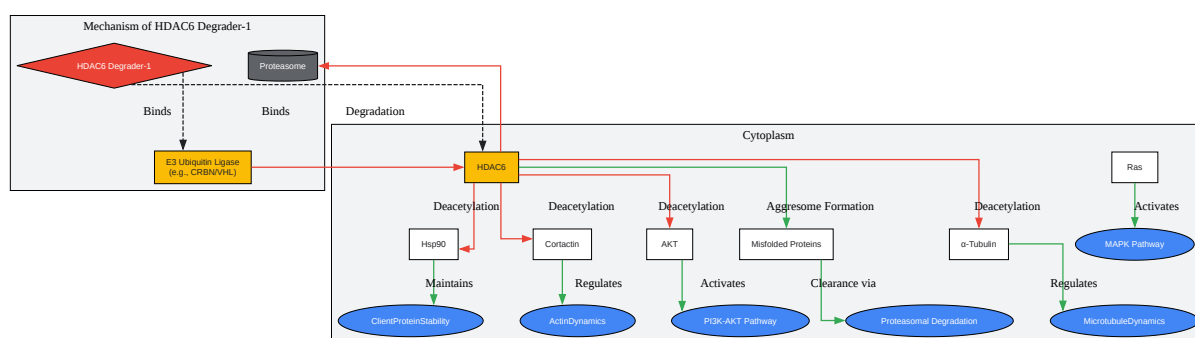 Mechanism of HDAC6 Degrader-1
HDAC6 Degrader-1
Proteasome
Binds
Binds
Degradation
Cytoplasm
E3 Ubiquitin Ligase
(e.g., CRBN/VHL)
HDAC6
Ras
Deacetylation
Deacetylation
Deacetylation
Aggresome Formation
Deacetylation
Activates
Hsp90
Cortactin
AKT
Misfolded Proteins
α-Tubulin
MAPK Pathway
Maintains
Regulates
Activates
Clearance via
Regulates
ClientProteinStability
ActinDynamics
PI3K-AKT Pathway
Proteasomal Degradation
MicrotubuleDynamics